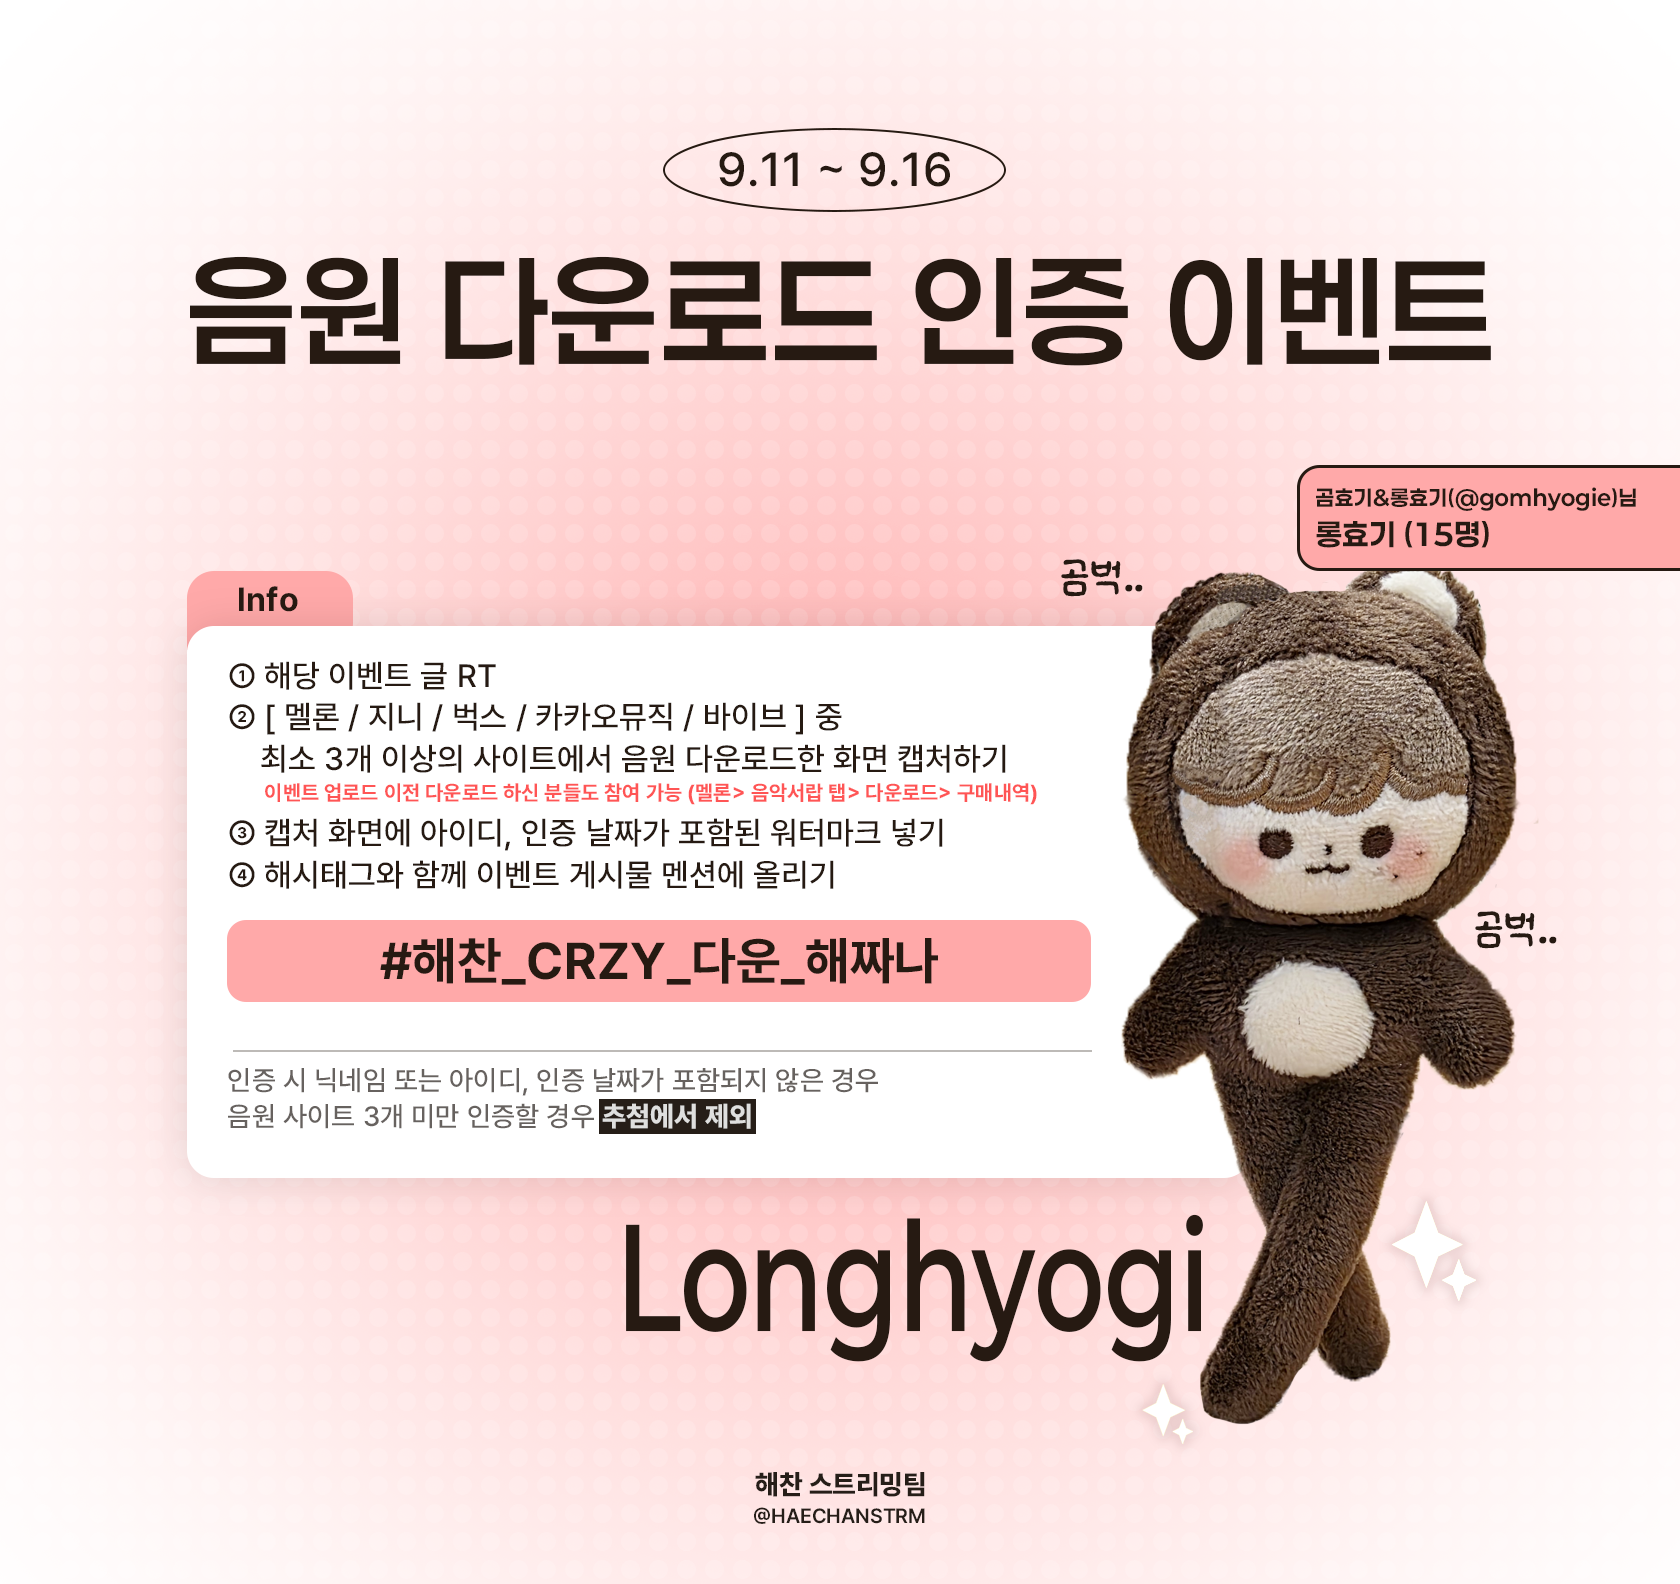 9.11 ~ 9.16
음원 다운로드 인증 이벤트
곰효기&롱효기(@gomhyogie)님
롱효기 (15명)
곰벅..
Info
① 해당 이벤트 글 RT
② [ 멜론 / 지니 / 벅스 / 카카오뮤직 / 바이브 ] 중
최소 3개 이상의 사이트에서 음원 다운로드한 화면 캡처하기
이벤트 업로드 이전 다운로드 하신 분들도 참여 가능 (멜론> 음악서랍 탭> 다운로드> 구매내역)
③ 캡처 화면에 아이디, 인증 날짜가 포함된 워터마크 넣기
④ 해시태그와 함께 이벤트 게시물 멘션에 올리기
곰벅..
#해찬_CRZY_다운_해짜나
인증 시 닉네임 또는 아이디, 인증 날짜가 포함되지 않은 경우
음원 사이트 3개 미만 인증할 경우 추첨에서 제외
Longhyogi
해찬 스트리밍팀
@HAECHANSTRM